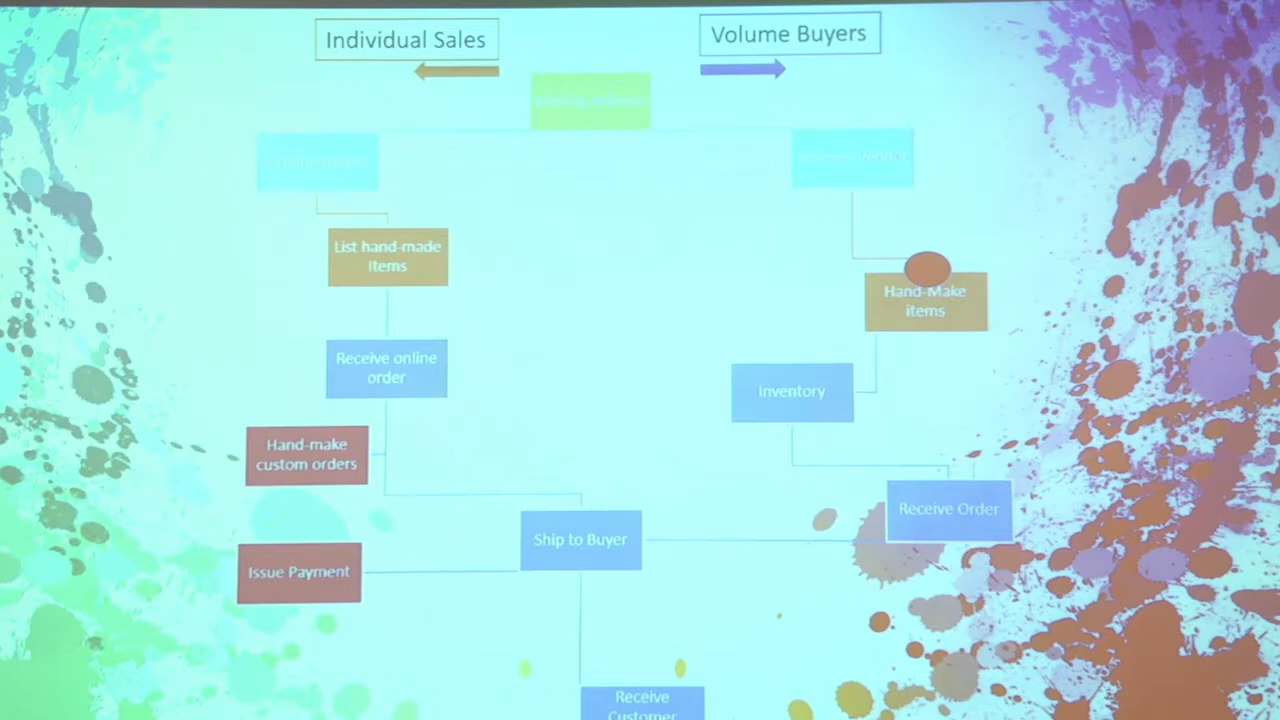 Individual Sales
Volume Buyers
List hand-made
Items
Hand-Make
items
Receive online
order
Inventory
Hand-make
custom orders
Receive Order
Ship to Buyer
Issue Payment
Receive
Customer